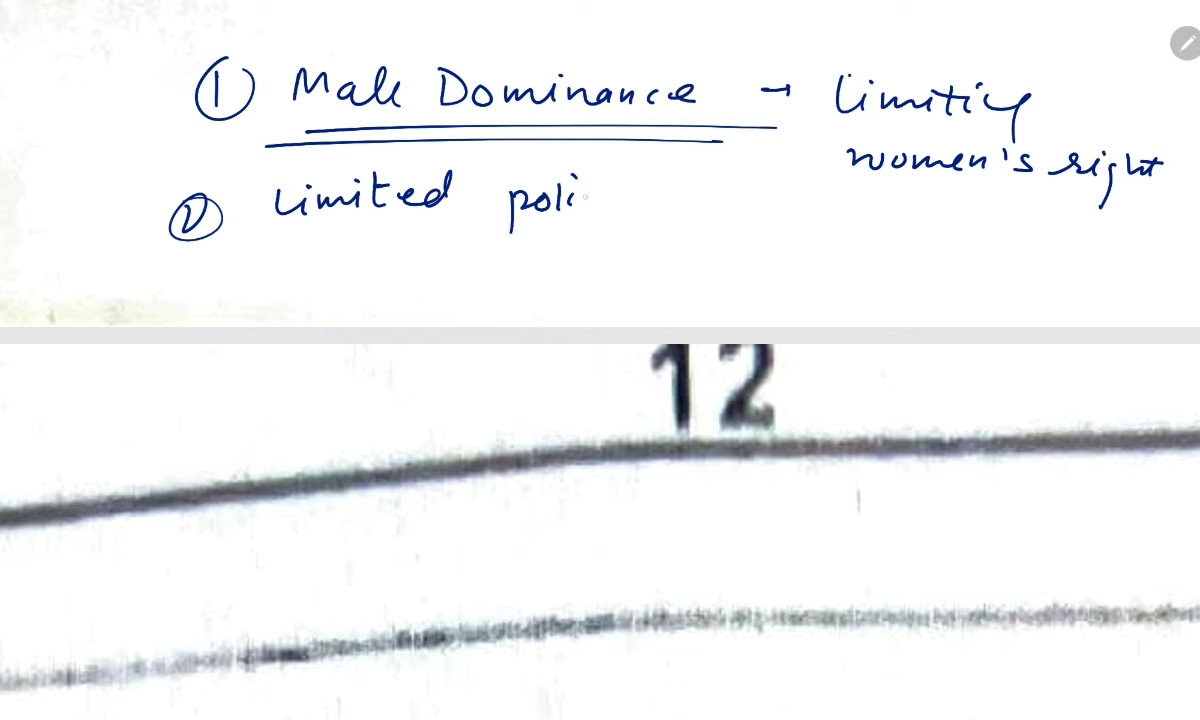 ① Male Dominance → Limiting
women's right
② Limited poli
12